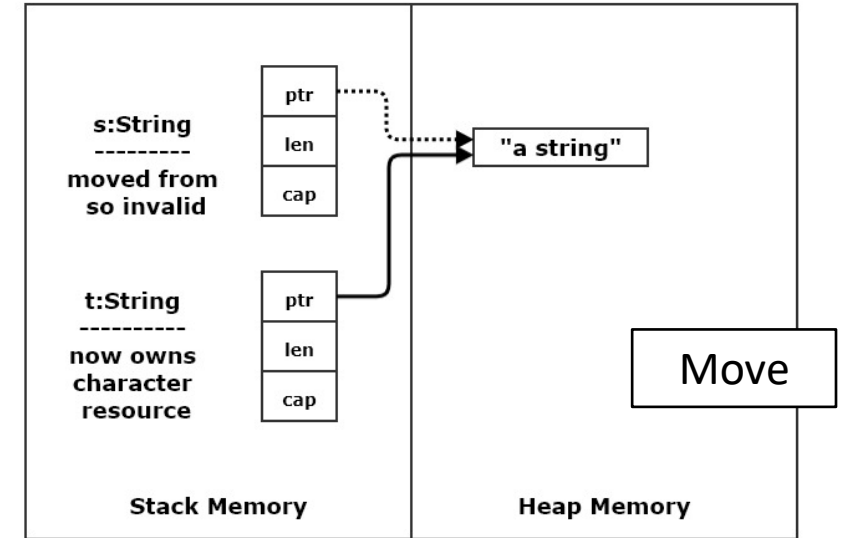 s:String
---------
moved from
so invalid
ptr
len
cap
"a string"
t:String
----------
now owns
character
resource
ptr
len
cap
Move
Stack Memory
Heap Memory